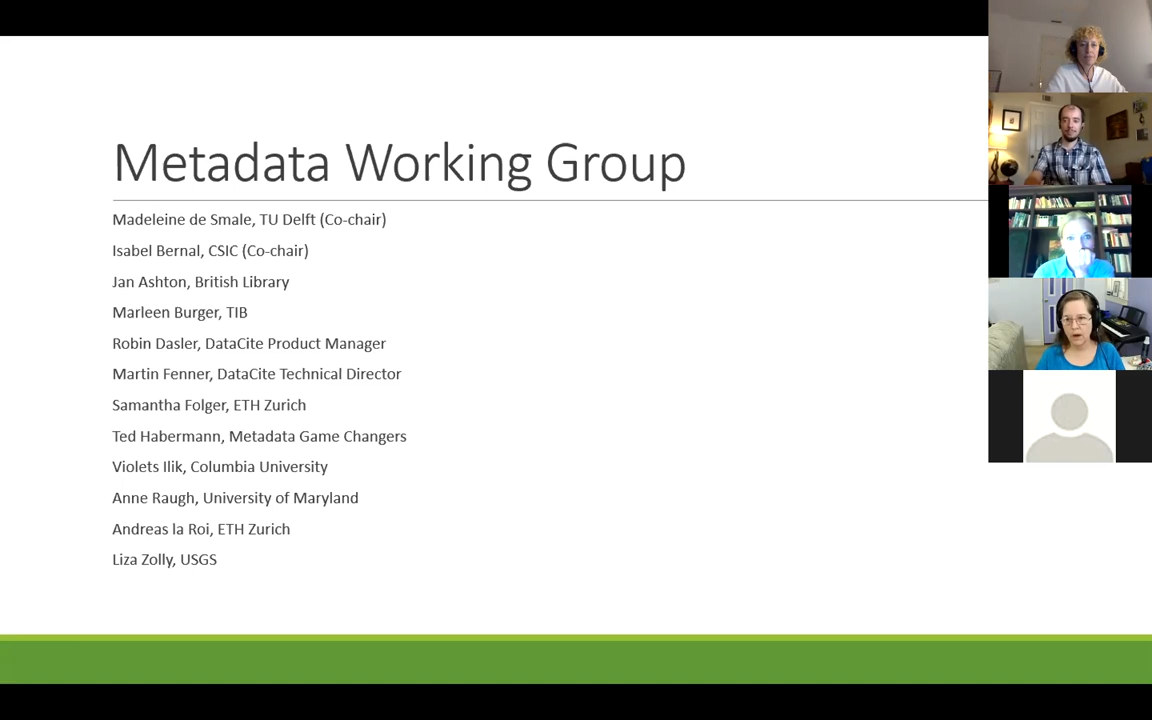 Metadata Working Group
Madeleine de Smale, TU Delft (Co-chair)
Isabel Bernal, CSIC (Co-chair)
Jan Ashton, British Library
Marleen Burger, TIB
Robin Dasler, DataCite Product Manager
Martin Fenner, DataCite Technical Director
Samantha Folger, ETH Zurich
Ted Habermann, Metadata Game Changers
Violets Ilik, Columbia University
Anne Raugh, University of Maryland
Andreas la Roi, ETH Zurich
Liza Zolly, USGS